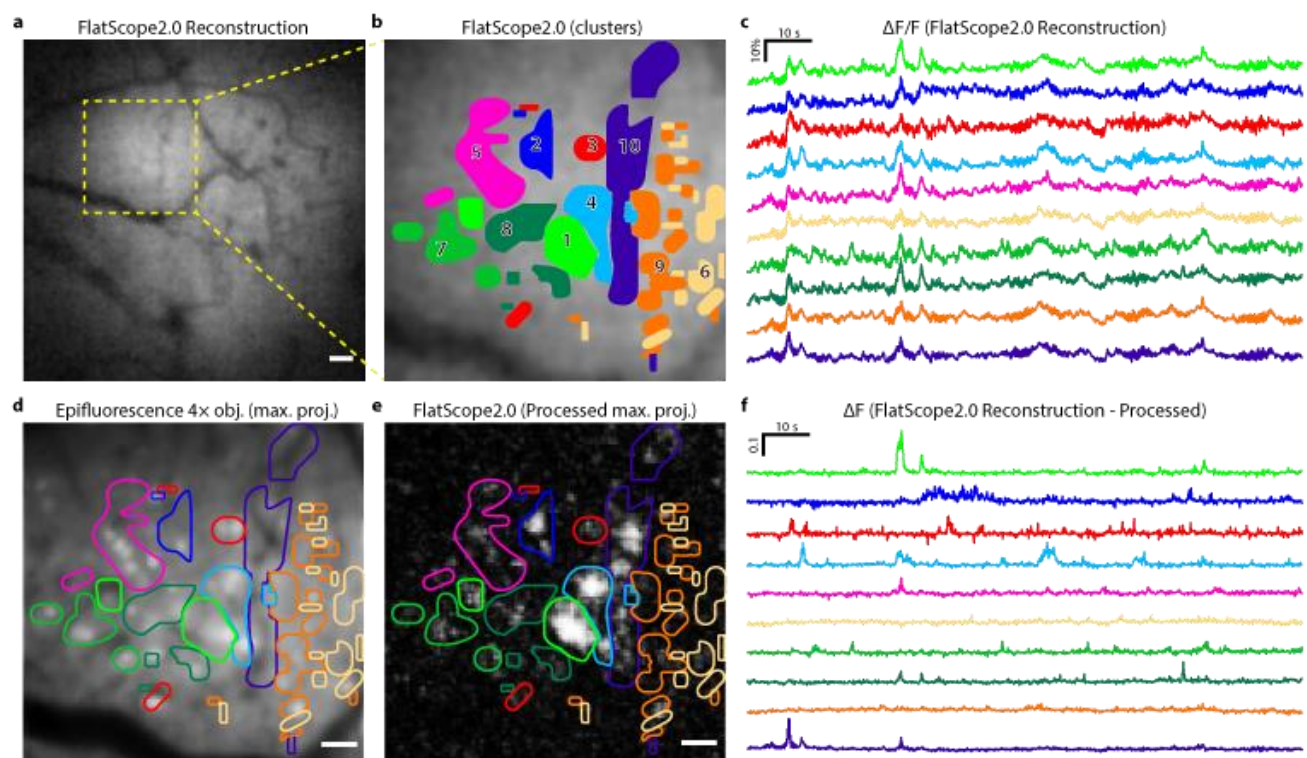 a FlatScope2.0 Reconstruction
b FlatScope2.0 (clusters)
c ΔF/F (FlatScope2.0 Reconstruction)
10 s
10%
5
2
3
10
4
8
1
7
9
6
d Epifluorescence 4× obj. (max. proj.)
e FlatScope2.0 (Processed max. proj.)
f ΔF (FlatScope2.0 Reconstruction - Processed)
10 s
0.1